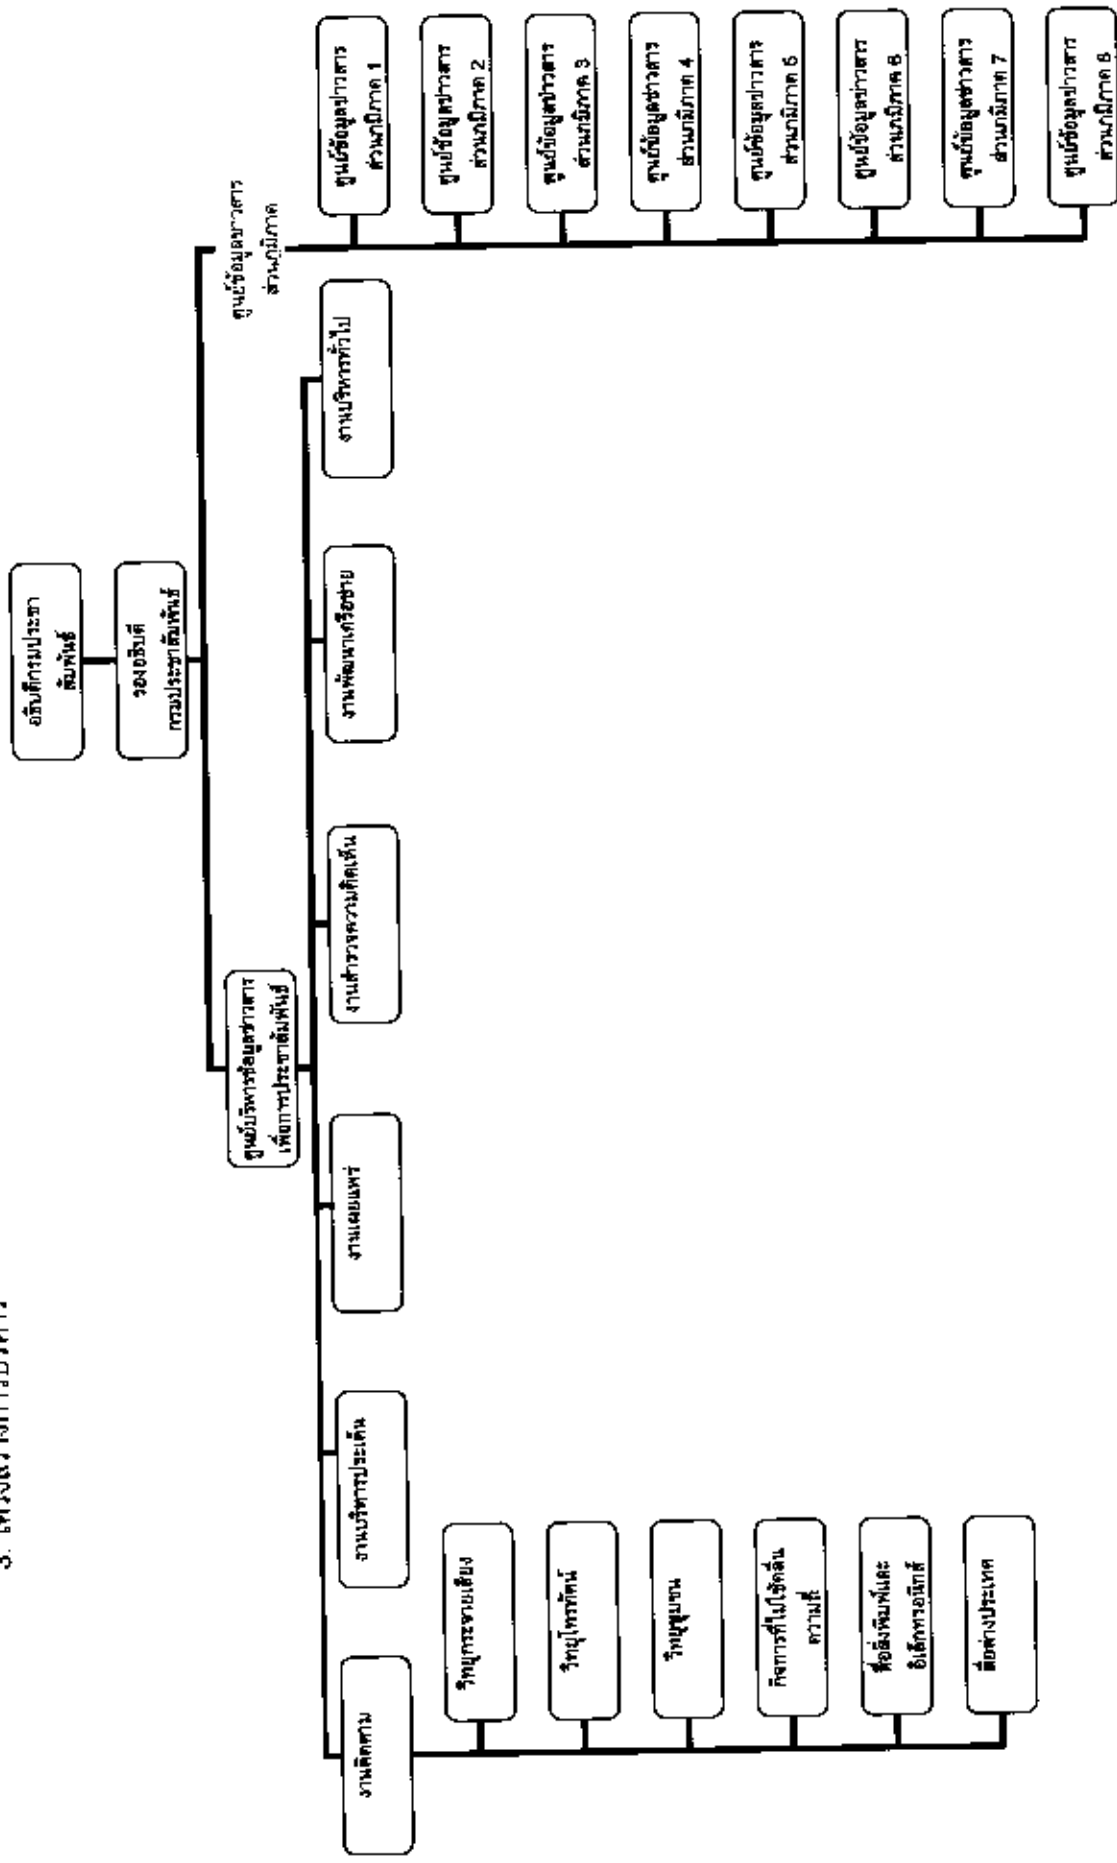 3. โครงสร้างการบริหาร
อธิบดีกรมประชา
สัมพันธ์
รองอธิบดี
กรมประชาสัมพันธ์
ศูนย์บริหารข้อมูลข่าวสาร
เพื่อการประชาสัมพันธ์
ศูนย์ข้อมูลข่าวสาร
ส่วนภูมิภาค
งานติดตาม
งานบริหารประเด็น
งานเผยแพร่
งานสำรวจความคิดเห็น
งานพัฒนาเครือข่าย
งานบริหารทั่วไป
วิทยุกระจายเสียง
วิทยุโทรทัศน์
วิทยุชุมชน
กิจการที่ไม่ใช้คลื่น
ความถี่
สื่อสิ่งพิมพ์และ
อิเล็กทรอนิกส์
สื่อต่างประเทศ
ศูนย์ข้อมูลข่าวสาร
ส่วนภูมิภาค 1
ศูนย์ข้อมูลข่าวสาร
ส่วนภูมิภาค 2
ศูนย์ข้อมูลข่าวสาร
ส่วนภูมิภาค 3
ศูนย์ข้อมูลข่าวสาร
ส่วนภูมิภาค 4
ศูนย์ข้อมูลข่าวสาร
ส่วนภูมิภาค 5
ศูนย์ข้อมูลข่าวสาร
ส่วนภูมิภาค 6
ศูนย์ข้อมูลข่าวสาร
ส่วนภูมิภาค 7
ศูนย์ข้อมูลข่าวสาร
ส่วนภูมิภาค 8